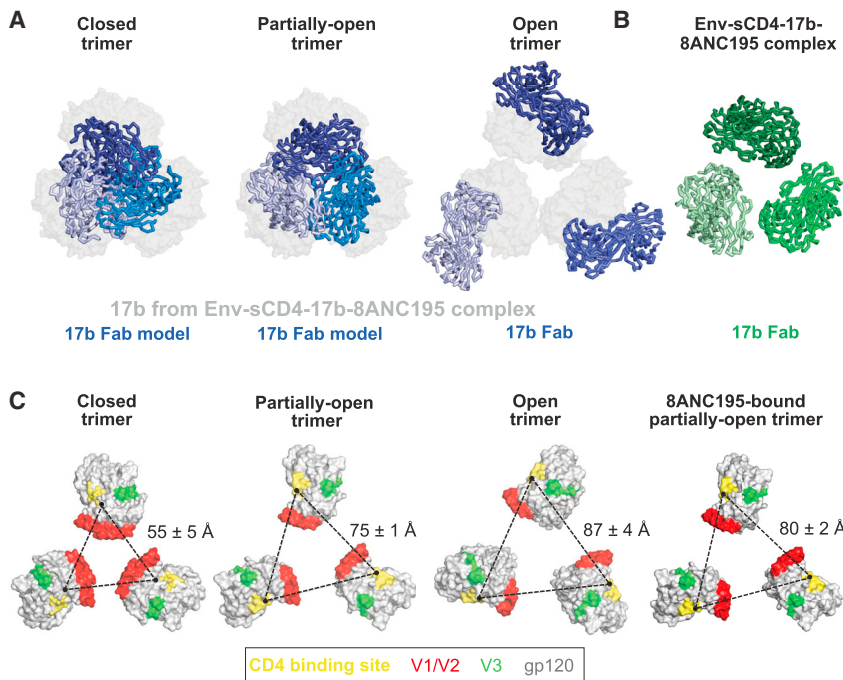 A
Closed
trimer
Partially-open
trimer
Open
trimer
B
Env-sCD4-17b-
8ANC195 complex
17b from Env-sCD4-17b-8ANC195 complex
17b Fab model
17b Fab model
17b Fab
17b Fab
C
Closed
trimer
Partially-open
trimer
Open
trimer
8ANC195-bound
partially-open trimer
55 ± 5 Å
75 ± 1 Å
87 ± 4 Å
80 ± 2 Å
CD4 binding site V1/V2 V3 gp120